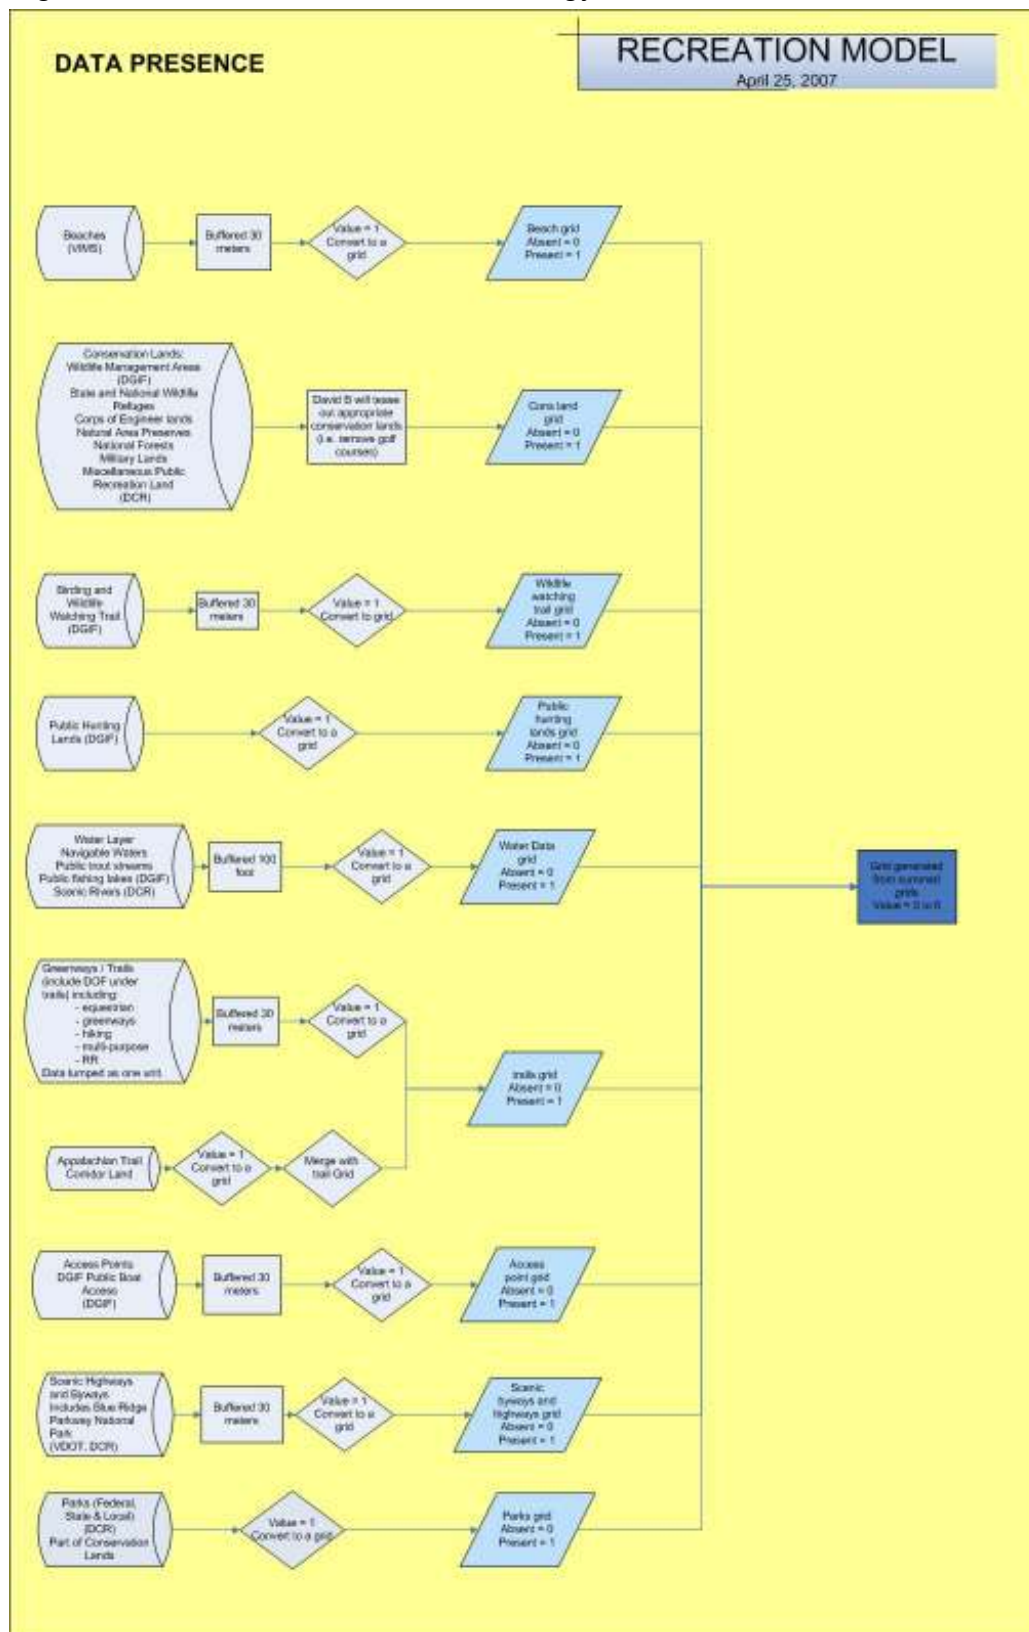 DATA PRESENCE
RECREATION MODEL
April 25, 2007
Beaches
(VIMS)
Buffered 30
meters
Value = 1
Convert to a
grid
Beach grid
Absent = 0
Present = 1
Conservation Lands:
Wildlife Management Areas
(DGIF)
State and National Wildlife
Refuges
Corps of Engineer lands
Natural Area Preserves
National Forests
Military Lands
Miscellaneous Public
Recreation Land
(DCR)
David B will tease
out appropriate
conservation lands
(i.e. remove golf
courses)
Cons land
grid
Absent = 0
Present = 1
Birding and
Wildlife
Watching Trail
(DGIF)
Buffered 30
meters
Value = 1
Convert to grid
Wildlife
watching
trail grid
Absent = 0
Present = 1
Public Hunting
Lands (DGIF)
Value = 1
Convert to a
grid
Public
hunting
lands grid
Absent = 0
Present = 1
Water Layer
Navigable Waters
Public trout streams
Public fishing lakes (DGIF)
Scenic Rivers (DCR)
Buffered 100
foot
Value = 1
Convert to a
grid
Water Data
grid
Absent = 0
Present = 1
Grid generated
from summed
grids
Value = 0 to
Greenways / Trails
(include DOF under
trails) including:
- equestrian
- greenways
- hiking
- multi-purpose
- RR
Data lumped as one unit.
Buffered 30
meters
Value = 1
Convert to a
grid
trails grid
Absent = 0
Present = 1
Appalachian Trail
Corridor Land
Value = 1
Convert to a
grid
Merge with
trail Grid
Access Points
DGIF Public Boat
Access
(DGIF)
Buffered 30
meters
Value = 1
Convert to a
grid
Access
point grid
Absent = 0
Present = 1
Scenic Highways
and Byways
Includes Blue Ridge
Parkway National
Park
(VDOT, DCR)
Buffered 30
meters
Value = 1
Convert to a
grid
Scenic
byways and
highways grid
Absent = 0
Present = 1
Parks (Federal,
State & Local)
(DCR)
Part of Conservation
Lands
Value = 1
Convert to a grid
Parks grid
Absent = 0
Present = 1